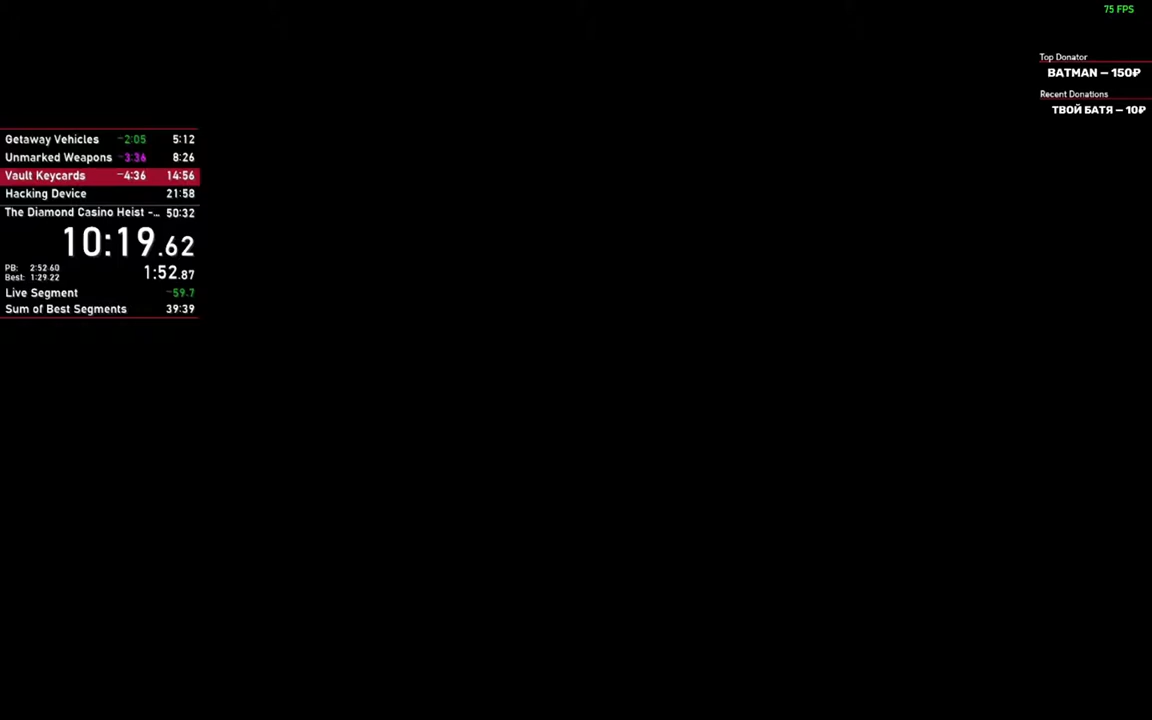 75 FPS
Top Donator
BATMAN – 150₽
Recent Donations
ТВОЙ БАТЯ – 10₽
Getaway Vehicles −2:05 5:12
Unmarked Weapons −3:36 8:26
Vault Keycards −4:36 14:56
Hacking Device 21:58
The Diamond Casino Heist -... 50:32
10:19.62
PB: 2:52.60
Best: 1:29.22
1:52.87
Live Segment −59.7
Sum of Best Segments 39:39